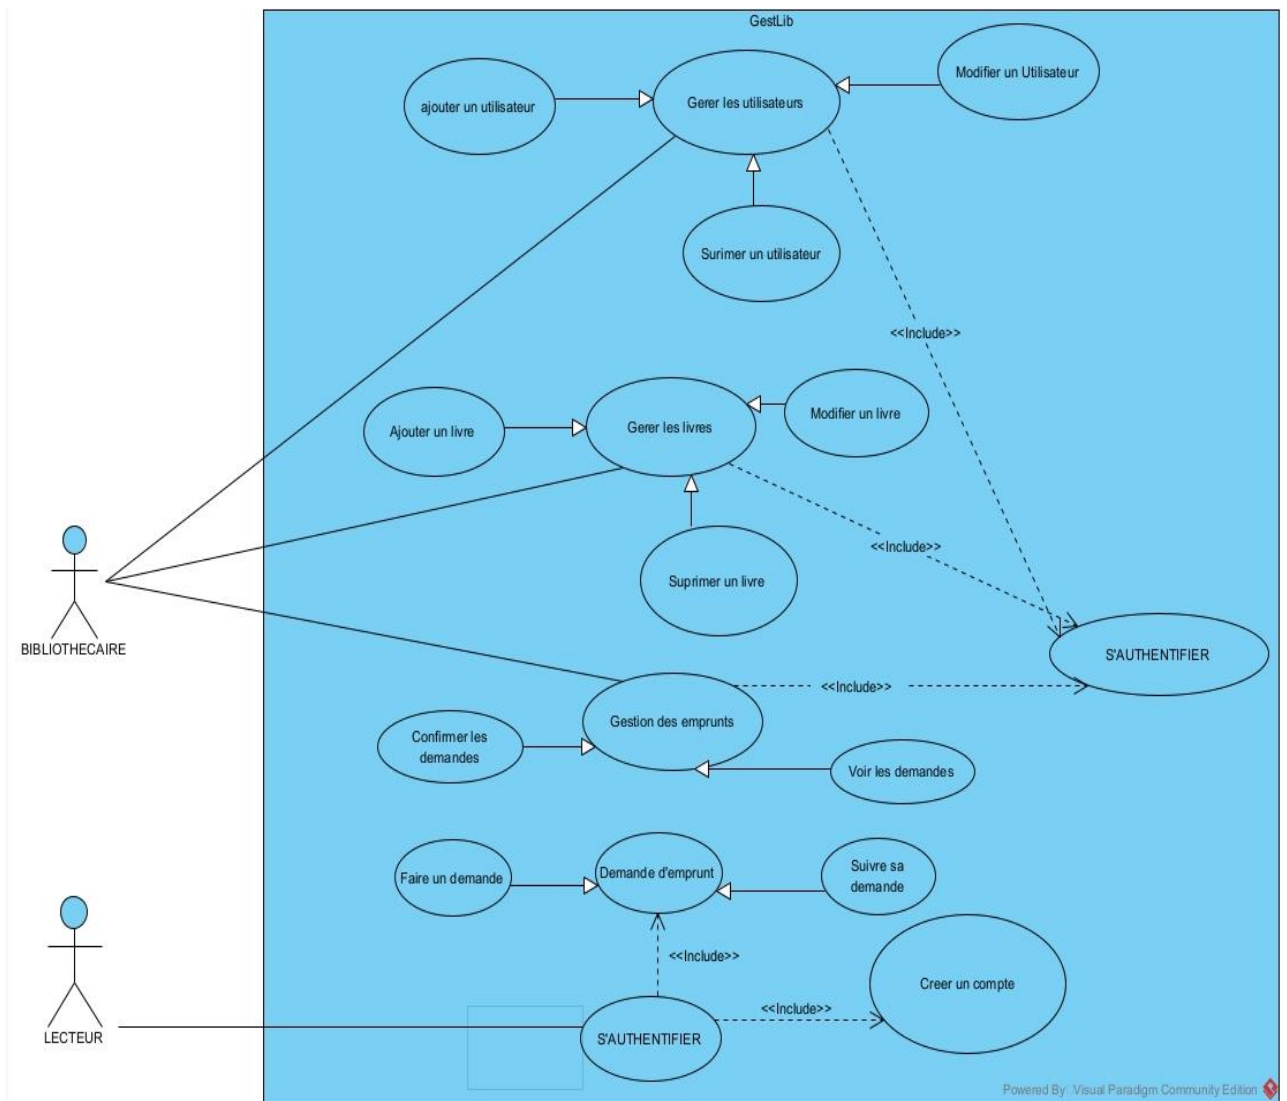 GestLib
Modifier un Utilisateur
ajouter un utilisateur
Gerer les utilisateurs
Surimer un utilisateur
<<Include>>
Ajouter un livre
Gerer les livres
Modifier un livre
<<Include>>
Suprimer un livre
BIBLIOTHECAIRE
S'AUTHENTIFIER
<<Include>>
Gestion des emprunts
Confirmer les
demandes
Voir les demandes
Faire un demande
Demande d'emprunt
Suivre sa
demande
<<Include>>
Creer un compte
<<Include>>
LECTEUR
S'AUTHENTIFIER
Powered By Visual Paradigm Community Edition